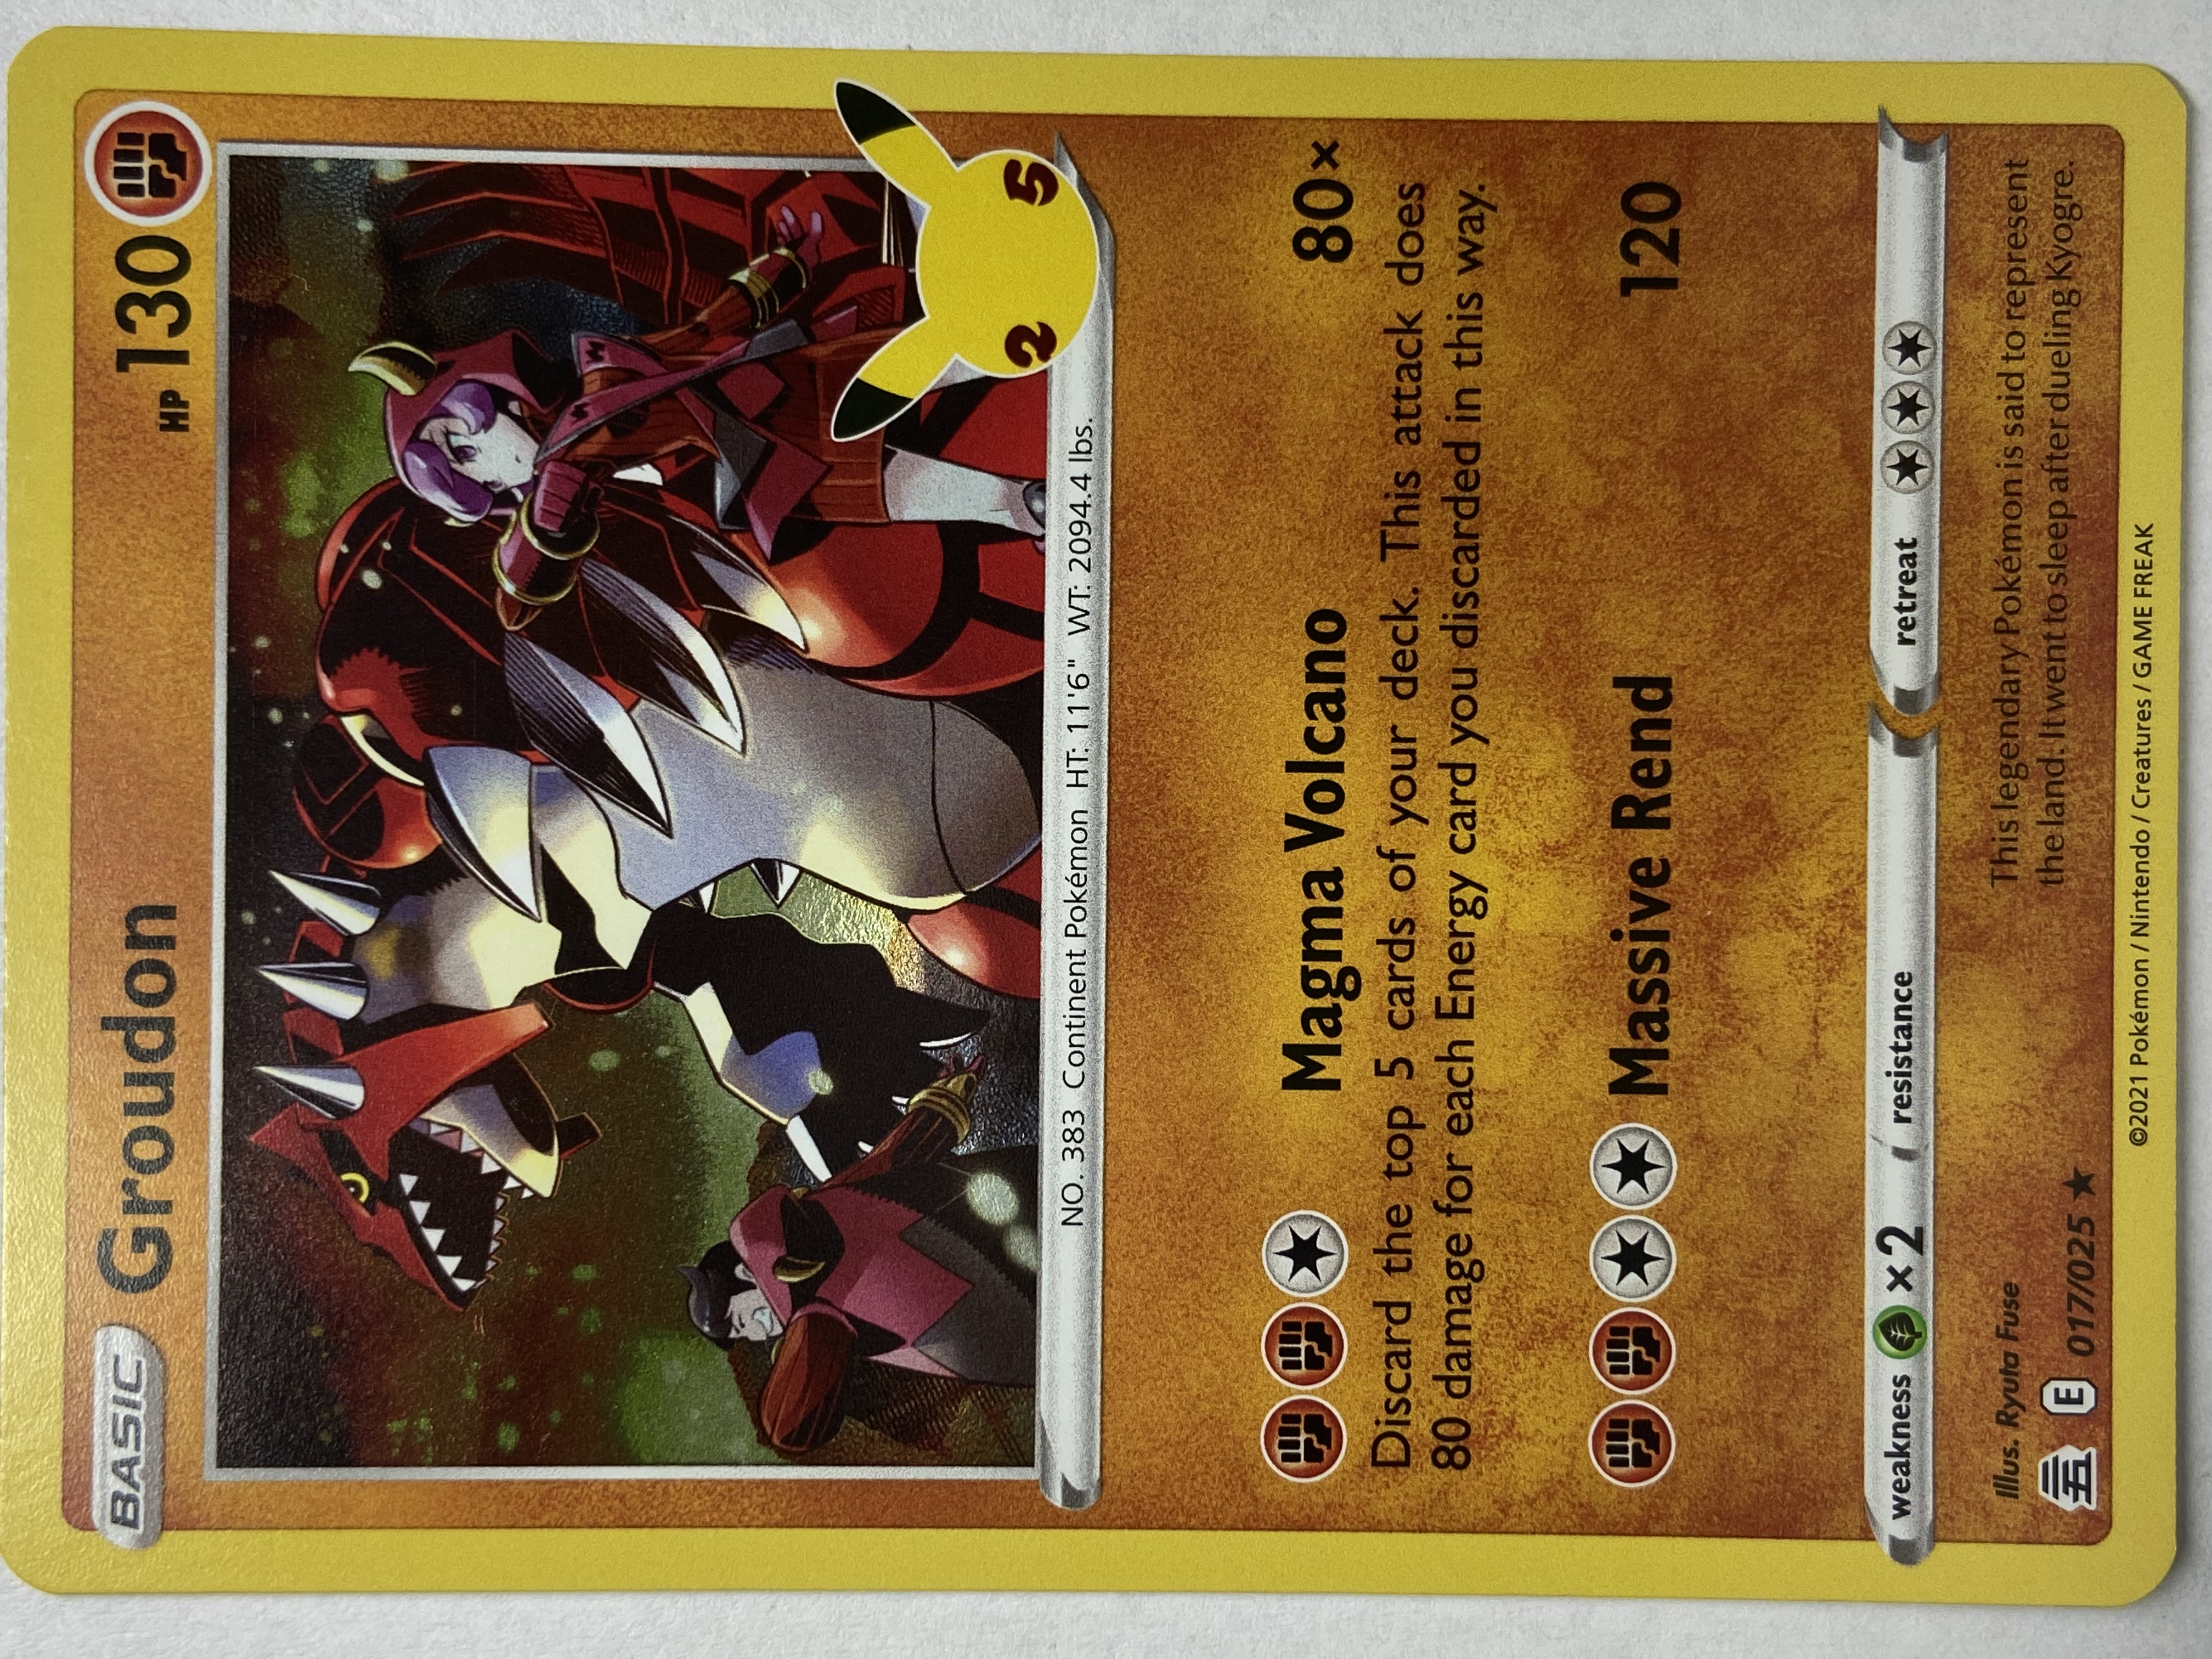 BASIC Groudon HP 130
NO. 383 Continent Pokémon HT: 11'6" WT: 2094.4 lbs.
2 5
Magma Volcano 80×
Discard the top 5 cards of your deck. This attack does
80 damage for each Energy card you discarded in this way.
Massive Rend 120
weakness ×2 resistance retreat
Illus. Ryuta Fuse
This legendary Pokémon is said to represent
the land. It went to sleep after dueling Kyogre.
E 017/025 ★
©2021 Pokémon / Nintendo / Creatures / GAME FREAK